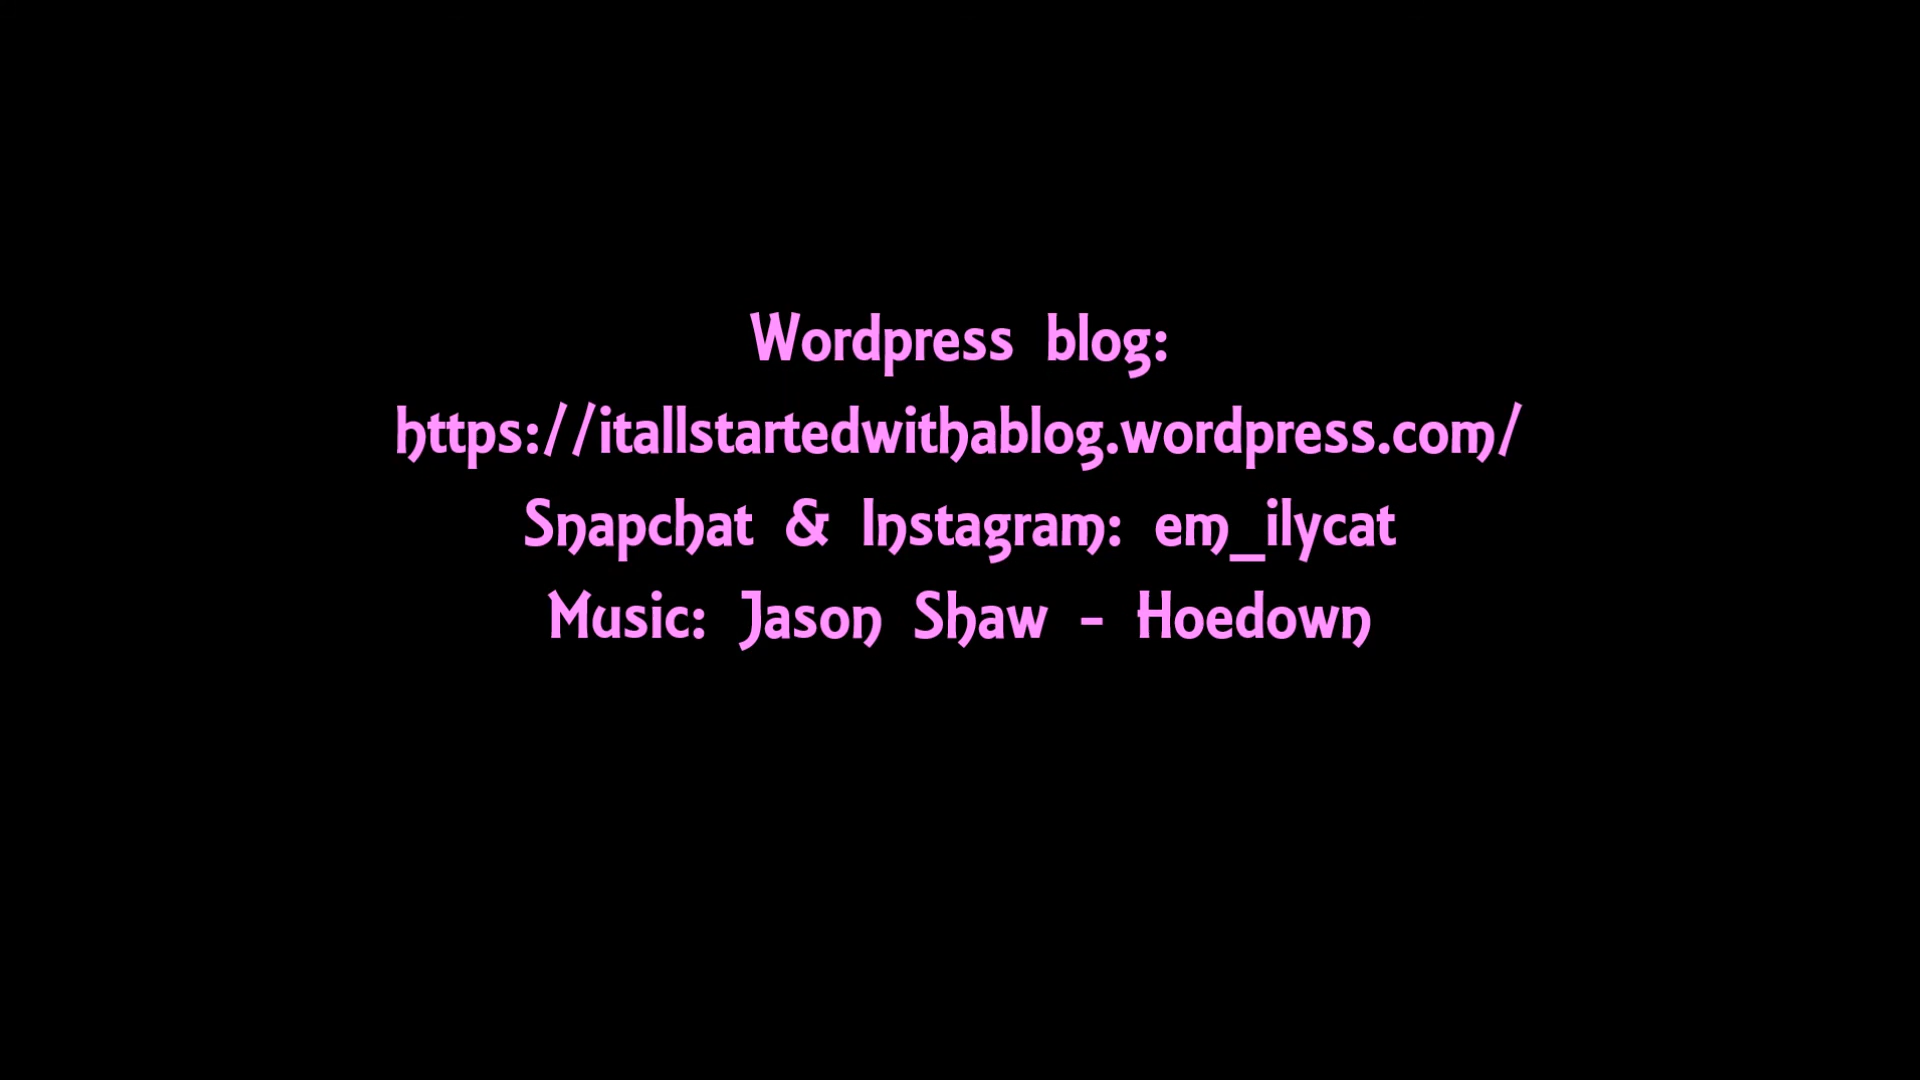 Wordpress blog:
https://itallstartedwithablog.wordpress.com/
Snapchat & Instagram: em_ilycat
Music: Jason Shaw - Hoedown